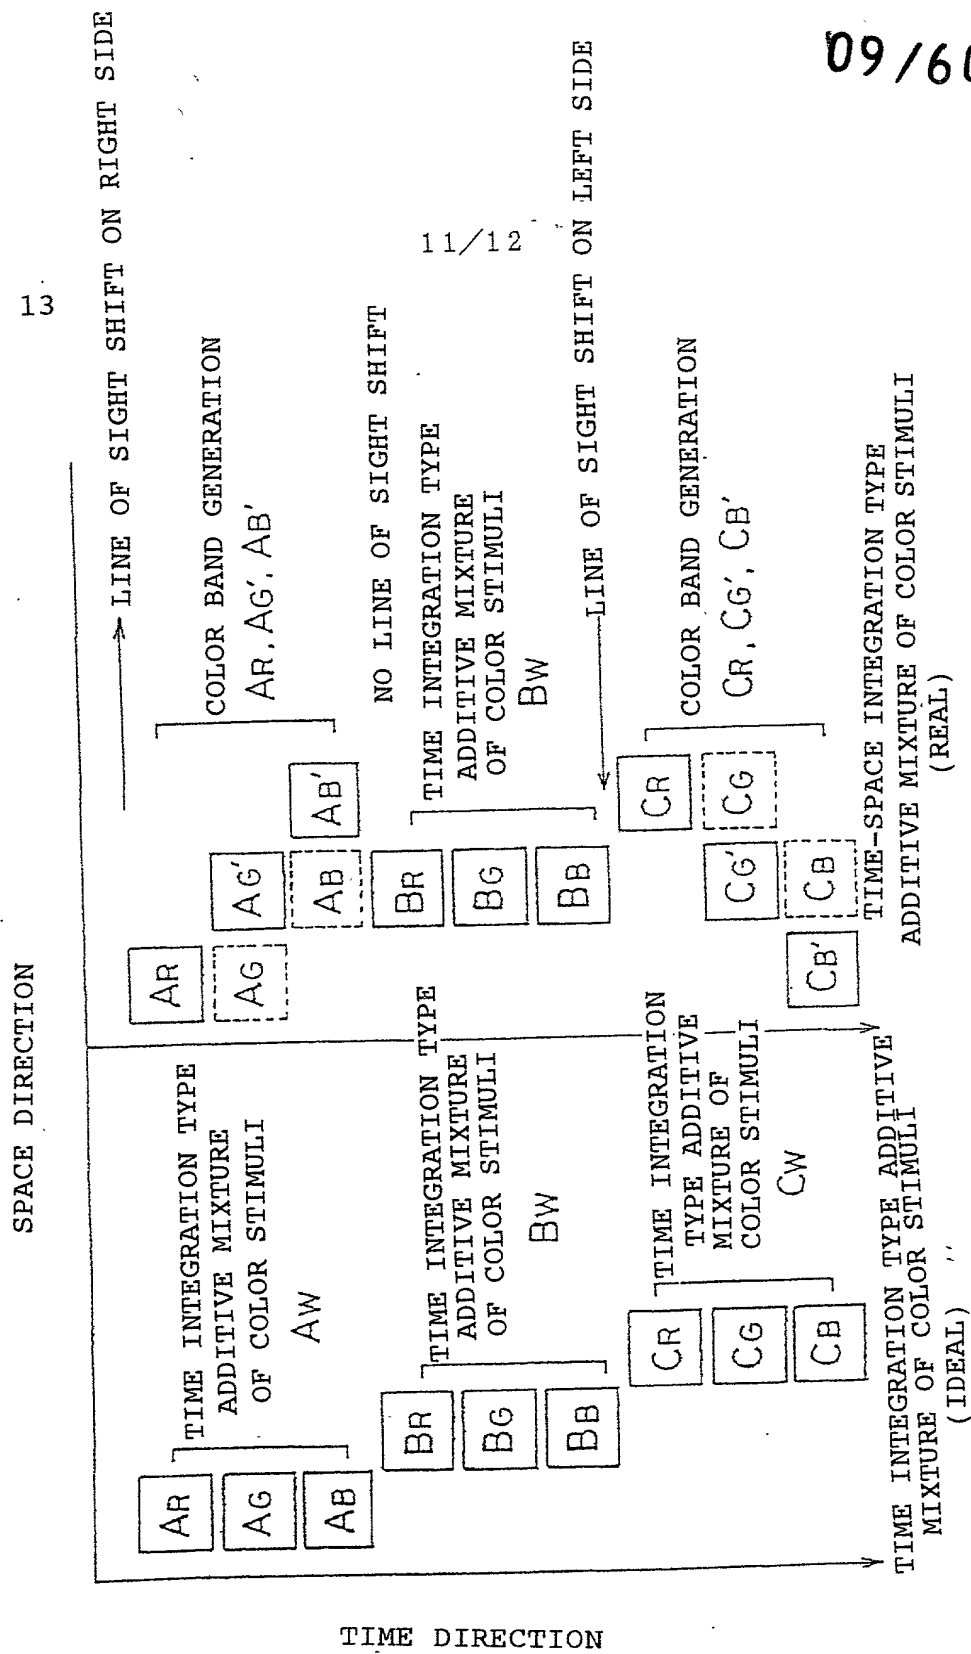 09/60
13
11/12
SPACE DIRECTION
TIME DIRECTION
AR
AG
AB
TIME INTEGRATION TYPE
ADDITIVE MIXTURE
OF COLOR STIMULI
AW
BR
BG
BB
TIME INTEGRATION TYPE
ADDITIVE MIXTURE
OF COLOR STIMULI
BW
CR
CG
CB
TIME INTEGRATION
TYPE ADDITIVE
MIXTURE OF
COLOR STIMULI
CW
TIME INTEGRATION TYPE ADDITIVE
MIXTURE OF COLOR STIMULI
(IDEAL)
LINE OF SIGHT SHIFT ON RIGHT SIDE
AR
AG AG'
AB AB'
COLOR BAND GENERATION
AR, AG', AB'
NO LINE OF SIGHT SHIFT
BR
BG
BB
TIME INTEGRATION TYPE
ADDITIVE MIXTURE
OF COLOR STIMULI
BW
LINE OF SIGHT SHIFT ON LEFT SIDE
CR
CG' CG
CB' CB
COLOR BAND GENERATION
CR, CG', CB'
TIME-SPACE INTEGRATION TYPE
ADDITIVE MIXTURE OF COLOR STIMULI
(REAL)